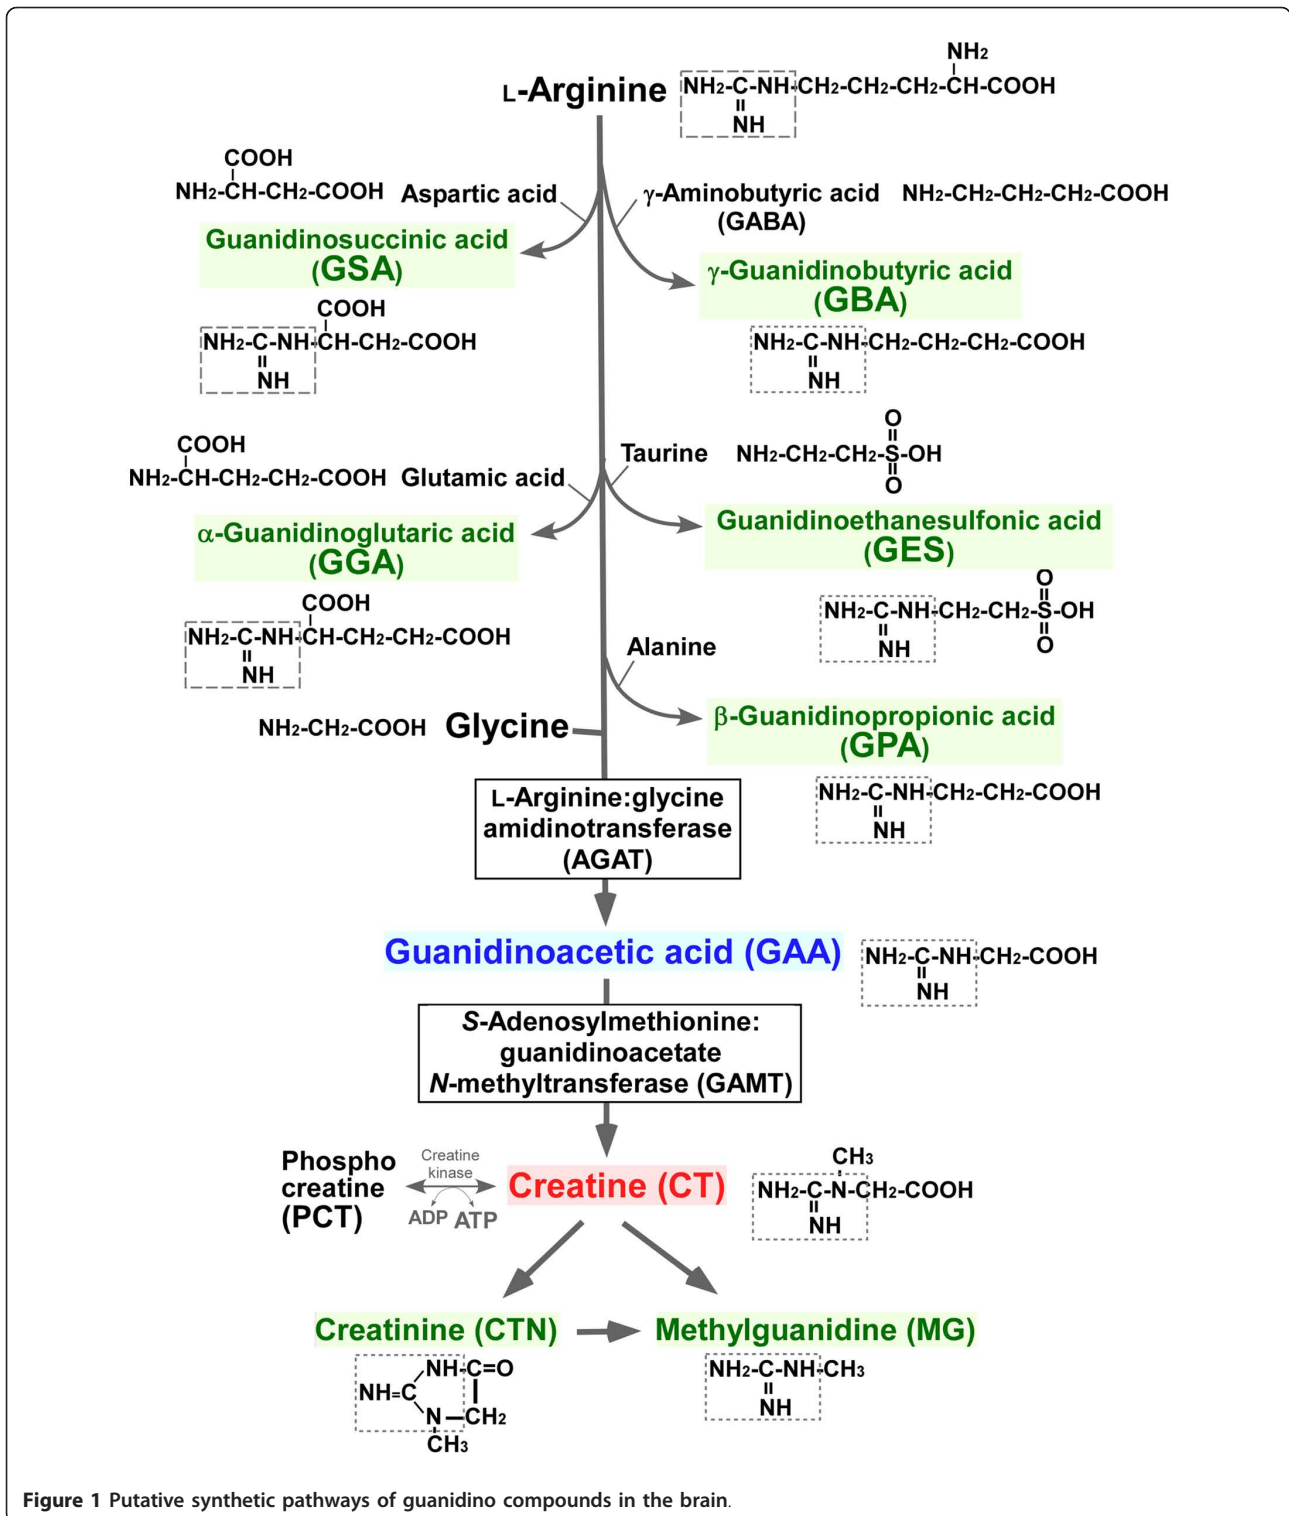 L-Arginine
NH2
NH2-C-NH-CH2-CH2-CH2-CH-COOH
NH
COOH
NH2-CH-CH2-COOH
Aspartic acid
γ-Aminobutyric acid
(GABA)
NH2-CH2-CH2-CH2-COOH
Guanidinosuccinic acid
(GSA)
COOH
NH2-C-NH-CH-CH2-COOH
NH
γ-Guanidinobutyric acid
(GBA)
NH2-C-NH-CH2-CH2-CH2-COOH
NH
COOH
NH2-CH-CH2-CH2-COOH
Glutamic acid
Taurine
O
NH2-CH2-CH2-S-OH
O
α-Guanidinoglutaric acid
(GGA)
COOH
NH2-C-NH-CH-CH2-CH2-COOH
NH
Guanidinoethanesulfonic acid
(GES)
O
NH2-C-NH-CH2-CH2-S-OH
NH
O
Alanine
NH2-CH2-COOH
Glycine
β-Guanidinopropionic acid
(GPA)
NH2-C-NH-CH2-CH2-COOH
NH
L-Arginine:glycine
amidinotransferase
(AGAT)
Guanidinoacetic acid (GAA)
NH2-C-NH-CH2-COOH
NH
S-Adenosylmethionine:
guanidinoacetate
N-methyltransferase (GAMT)
Phospho
creatine
(PCT)
Creatine
kinase
ADP ATP
Creatine (CT)
CH3
NH2-C-N-CH2-COOH
NH
Creatinine (CTN)
NH-C=O
NH=C
N-CH2
CH3
Methylguanidine (MG)
NH2-C-NH-CH3
NH
Figure 1 Putative synthetic pathways of guanidino compounds in the brain.